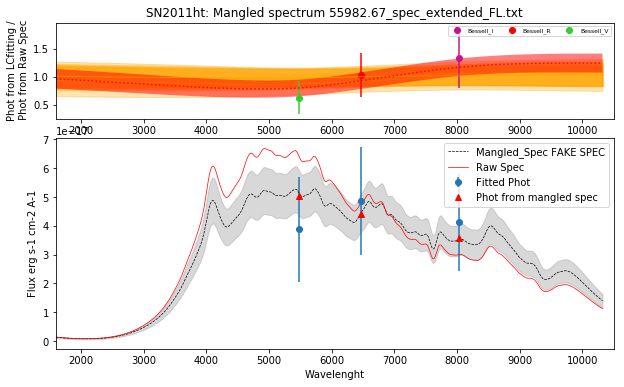 SN2011ht: Mangled spectrum 55982.67_spec_extended_FL.txt
Phot from LCfitting /
Phot from Raw Spec
1.5
1.0
0.5
Bessell_I
Bessell_R
Bessell_V
2000 3000 4000 5000 6000 7000 8000 9000 10000
7
6
5
4
3
2
1
0
Flux erg s-1 cm-2 A-1
Mangled_Spec FAKE SPEC
Raw Spec
Fitted Phot
Phot from mangled spec
2000 3000 4000 5000 6000 7000 8000 9000 10000
Wavelenght